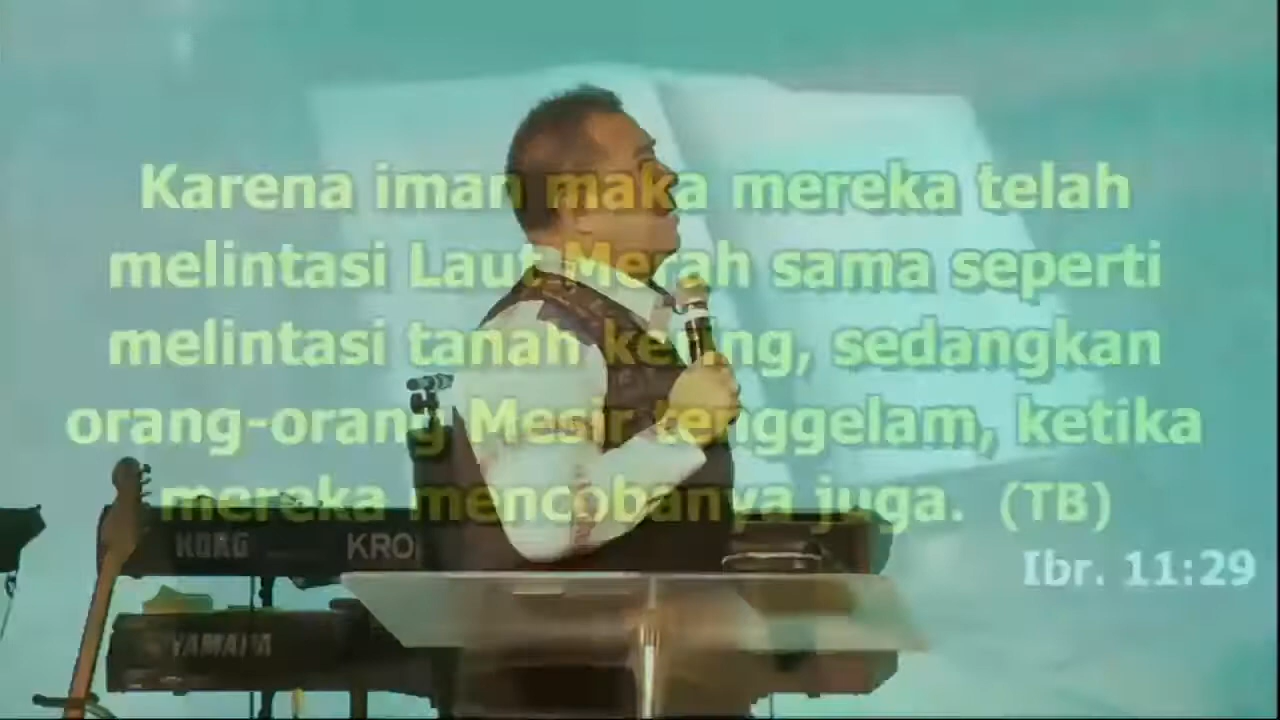 Karena iman maka mereka telah
melintasi Laut Merah sama seperti
melintasi tanah kering, sedangkan
orang-orang Mesir tenggelam, ketika
mereka mencobanya juga. (TB)
Ibr. 11:29
KORG KRO
YAMAHA